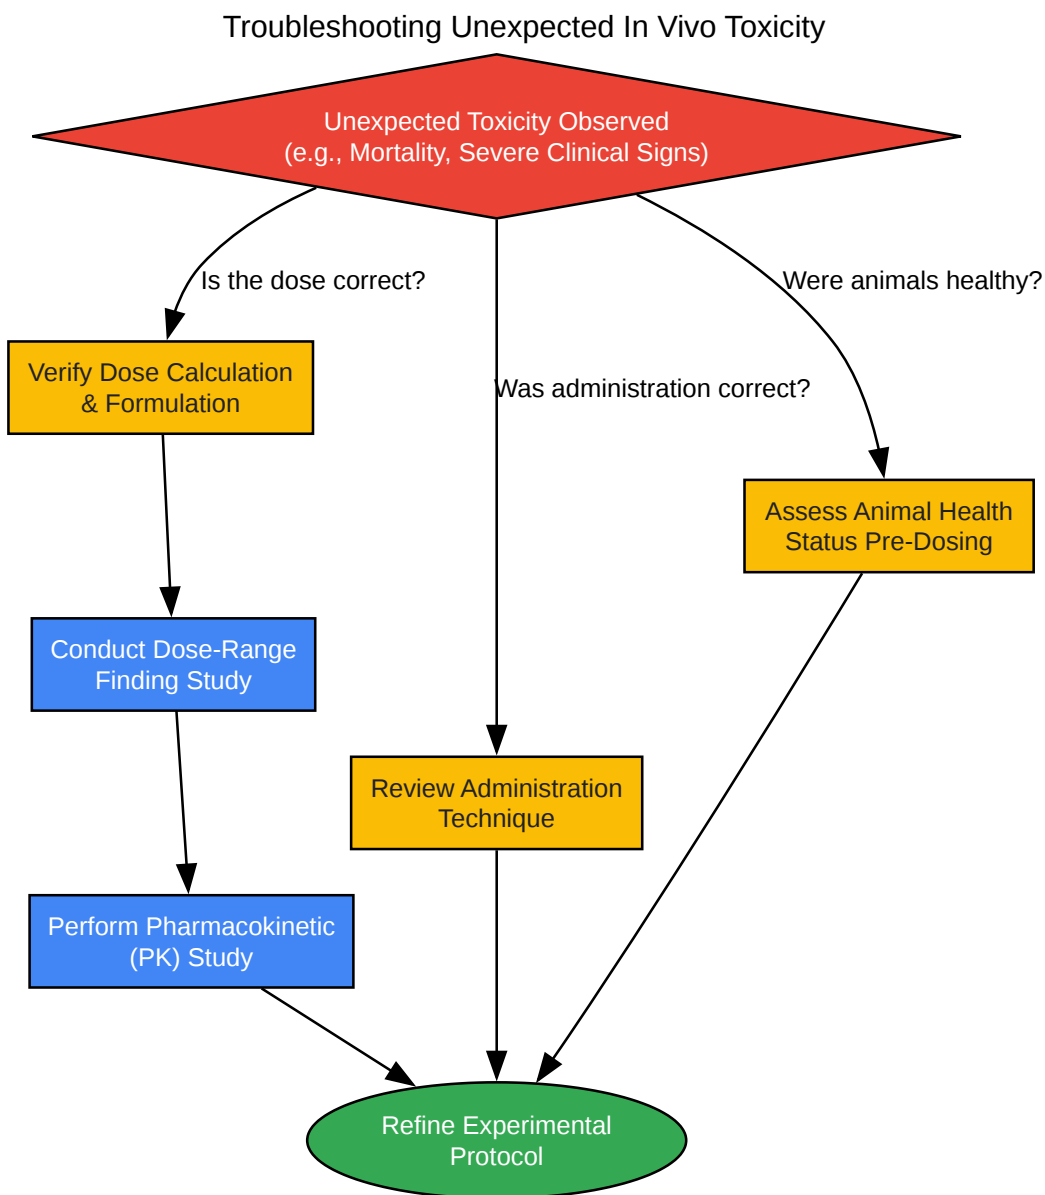 Troubleshooting Unexpected In Vivo Toxicity
Unexpected Toxicity Observed
(e.g., Mortality, Severe Clinical Signs)
Is the dose correct?
Were animals healthy?
Verify Dose Calculation
& Formulation
Was administration correct?
Assess Animal Health
Status Pre-Dosing
Conduct Dose-Range
Finding Study
Review Administration
Technique
Perform Pharmacokinetic
(PK) Study
Refine Experimental
Protocol